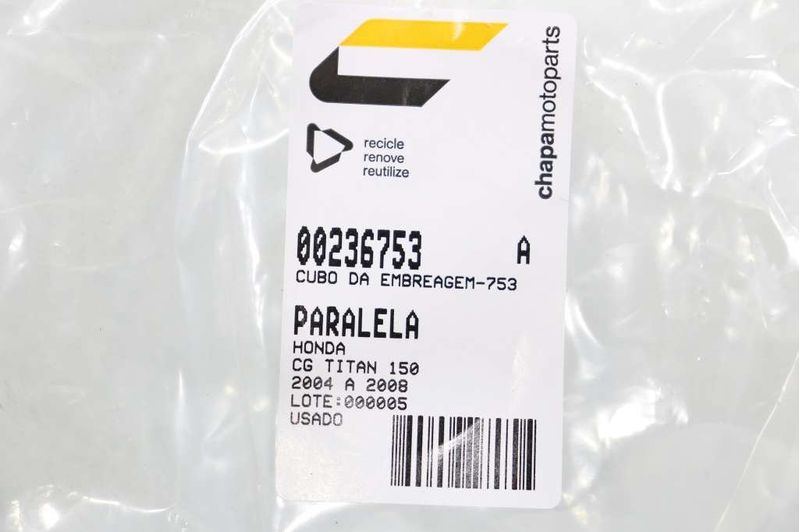 chapamotoparts
recicle
renove
reutilize
00236753 A
CUBO DA EMBREAGEM-753
PARALELA
HONDA
CG TITAN 150
2004 A 2008
LOTE:000005
USADO